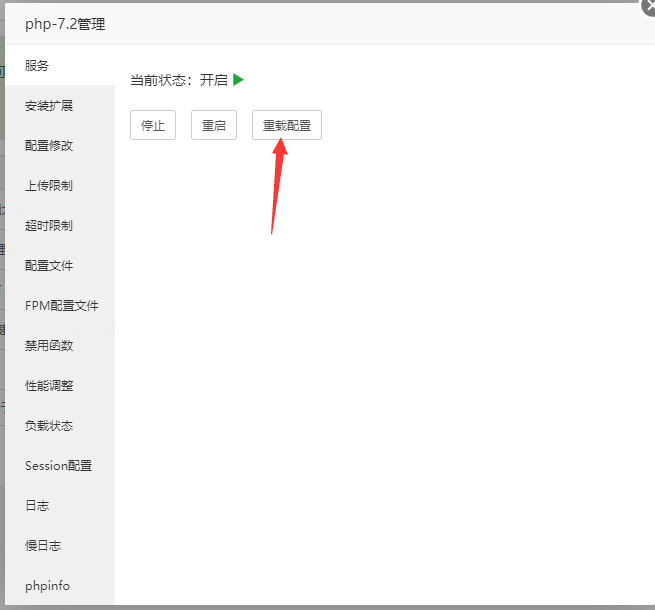 php-7.2管理
服务
当前状态：开启
安装扩展
停止 重启 重载配置
配置修改
上传限制
超时限制
配置文件
FPM配置文件
禁用函数
性能调整
负载状态
Session配置
日志
慢日志
phpinfo